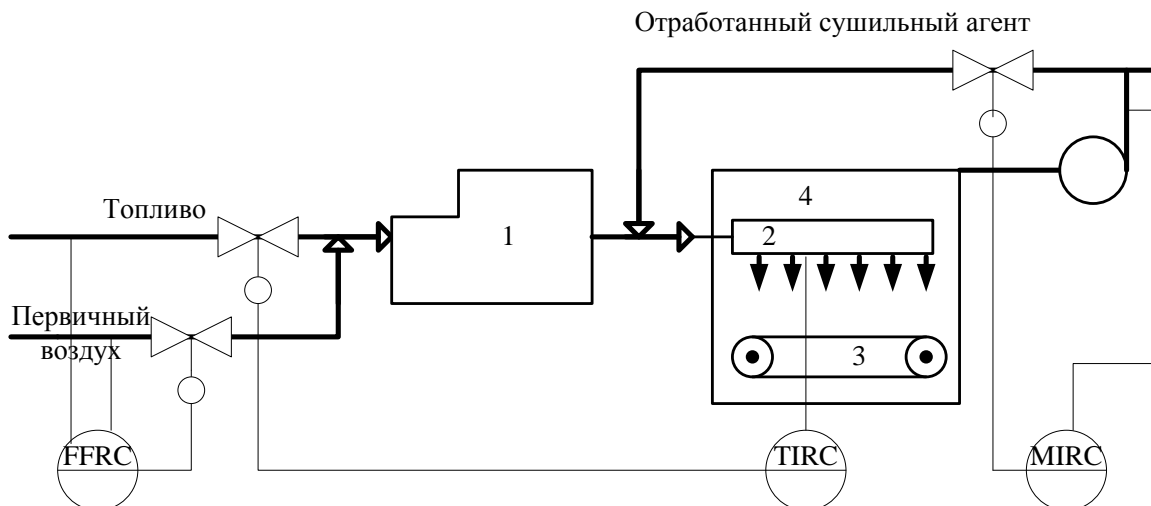 Отработанный сушильный агент
4
Топливо
1
2
Первичный
воздух
3
FFRC
TIRC
MIRC